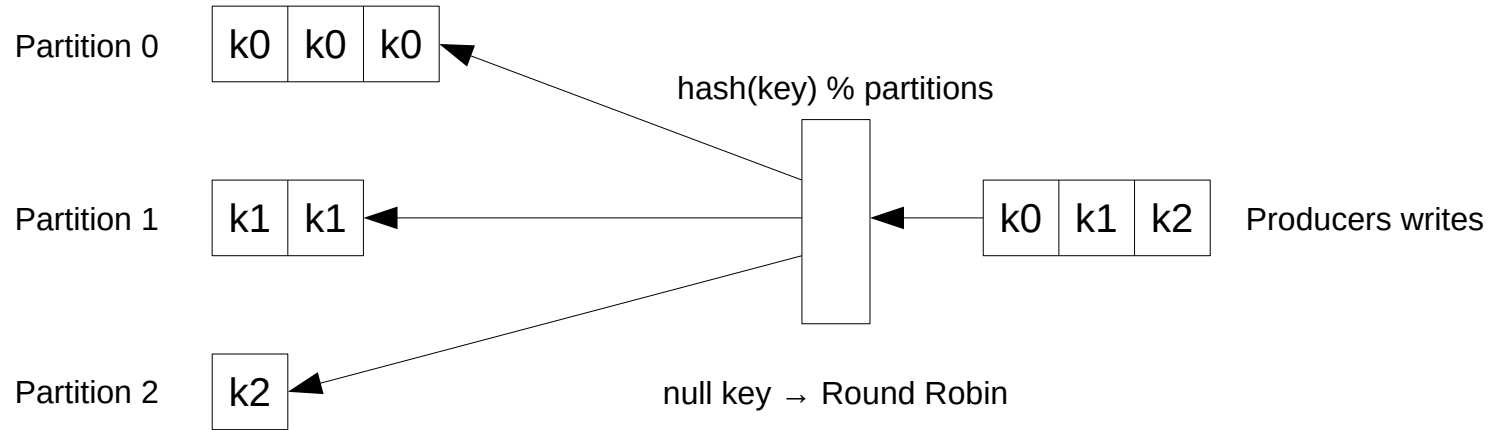 Partition 0
k0 k0 k0
hash(key) % partitions
Partition 1
k1 k1
k0 k1 k2
Producers writes
Partition 2
k2
null key → Round Robin